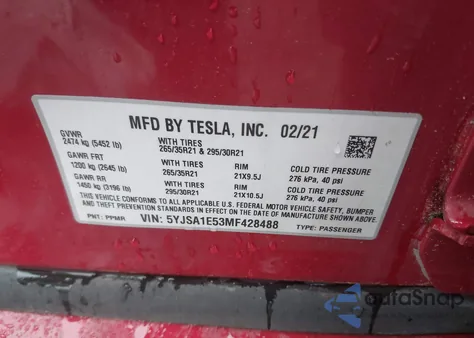 MFD BY TESLA, INC. 02/21
GVWR
2474 kg (5452 lb) WITH TIRES 265/35R21 & 295/30R21
GAWR FRT WITH TIRES RIM COLD TIRE PRESSURE
1200 kg (2645 lb) 265/35R21 21X9.5J 276 kPa, 40 psi
GAWR RR WITH TIRES RIM COLD TIRE PRESSURE
1450 kg (3196 lb) 295/30R21 21X10.5J 276 kPa, 40 psi
THIS VEHICLE CONFORMS TO ALL APPLICABLE U.S. FEDERAL MOTOR VEHICLE SAFETY, BUMPER
AND THEFT PREVENTION STANDARDS IN EFFECT ON THE DATE OF MANUFACTURE SHOWN ABOVE.
PNT: PPMR VIN: 5YJSA1E53MF428488 TYPE: PASSENGER
autoSnap